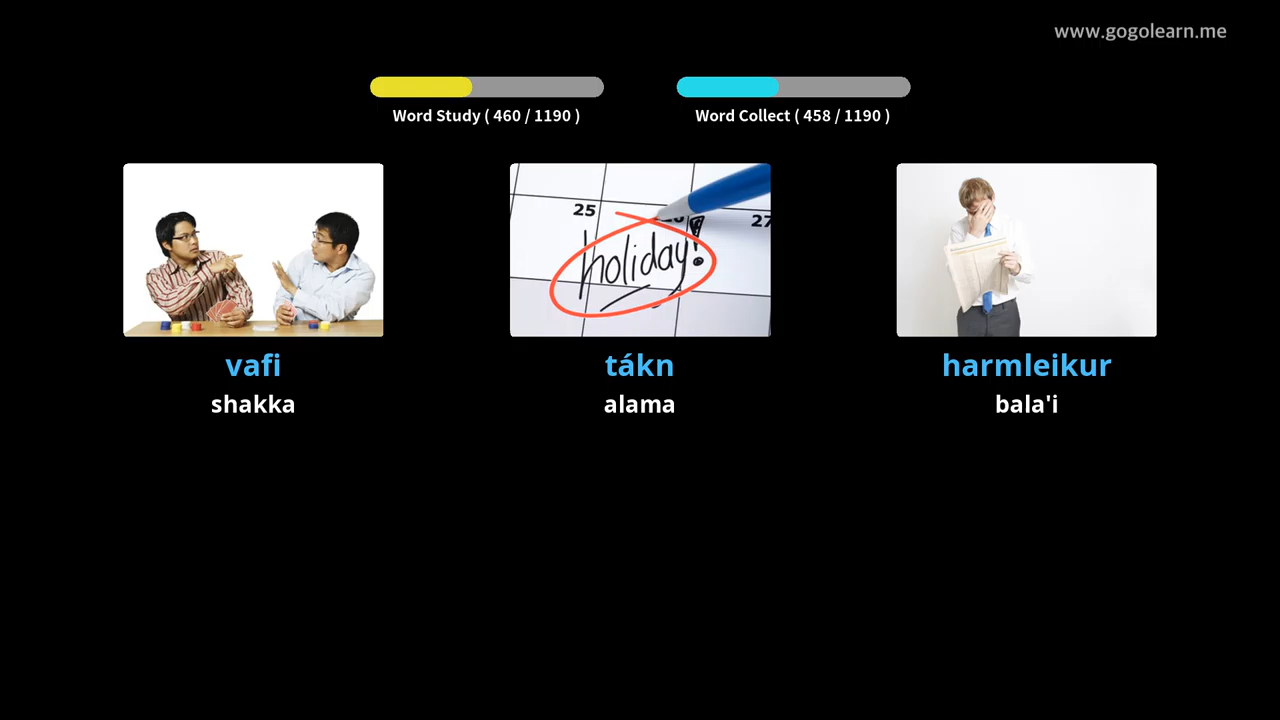 www.gogolearn.me
Word Study ( 460 / 1190 )
Word Collect ( 458 / 1190 )
25
27
holiday!
vafi
tákn
harmleikur
shakka
alama
bala'i